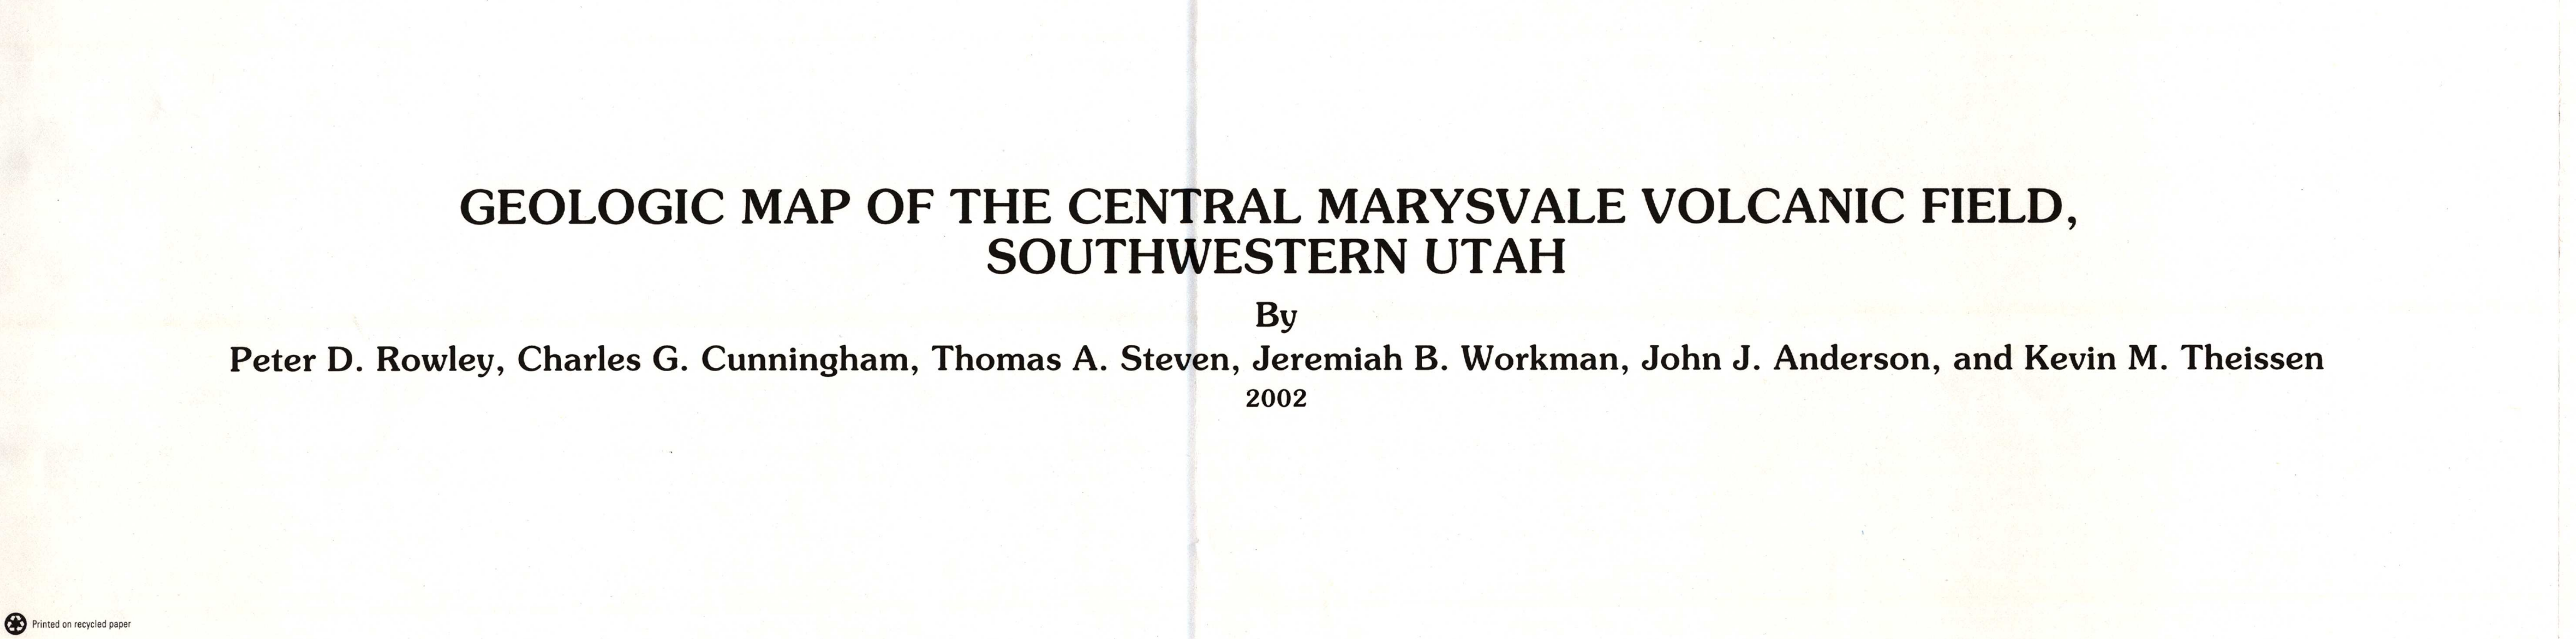 GEOLOGIC MAP OF THE CENTRAL MARYSVALE VOLCANIC FIELD,
SOUTHWESTERN UTAH
By
Peter D. Rowley, Charles G. Cunningham, Thomas A. Steven, Jeremiah B. Workman, John J. Anderson, and Kevin M. Theissen
2002
Printed on recycled paper